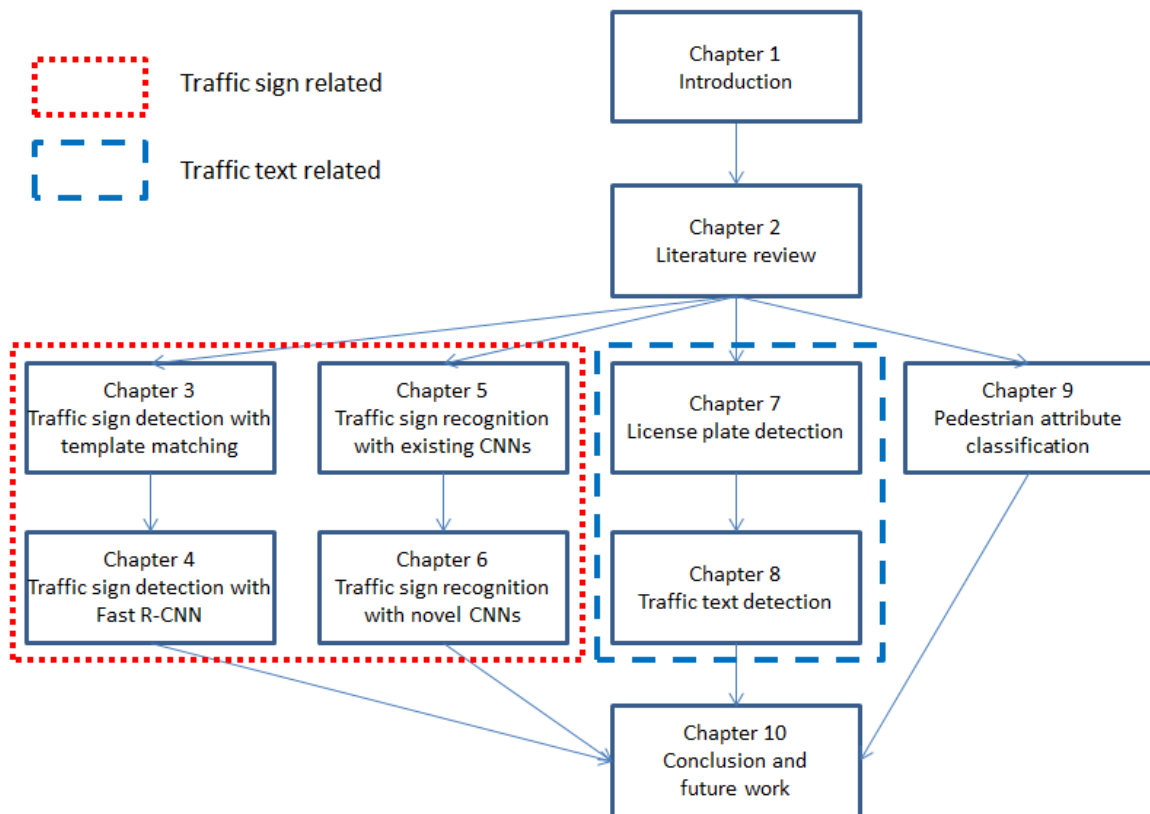 Traffic sign related
Traffic text related
Chapter 1
Introduction
Chapter 2
Literature review
Chapter 3
Traffic sign detection with
template matching
Chapter 5
Traffic sign recognition
with existing CNNs
Chapter 7
License plate detection
Chapter 9
Pedestrian attribute
classification
Chapter 4
Traffic sign detection with
Fast R-CNN
Chapter 6
Traffic sign recognition
with novel CNNs
Chapter 8
Traffic text detection
Chapter 10
Conclusion and
future work